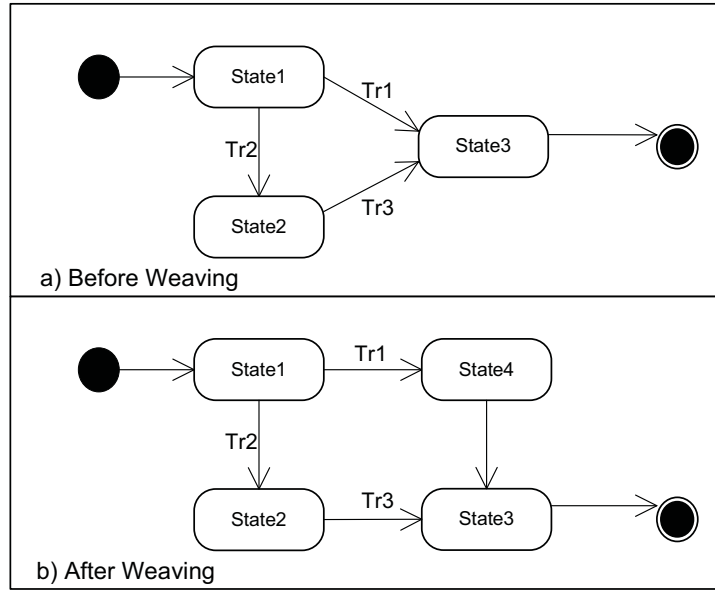 State1
Tr1
State3
Tr2
State2
Tr3
a) Before Weaving
State1
Tr1
State4
Tr2
State2
Tr3
State3
b) After Weaving